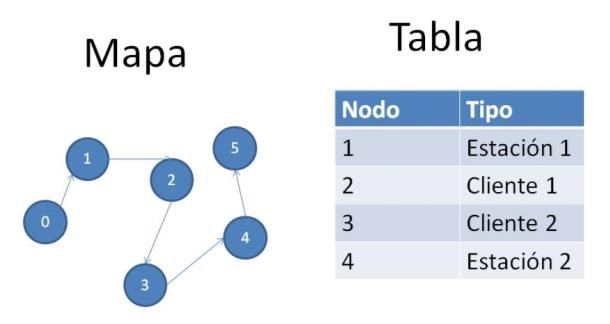 Mapa
0
1
2
3
4
5
Tabla
Nodo Tipo
1 Estación 1
2 Cliente 1
3 Cliente 2
4 Estación 2